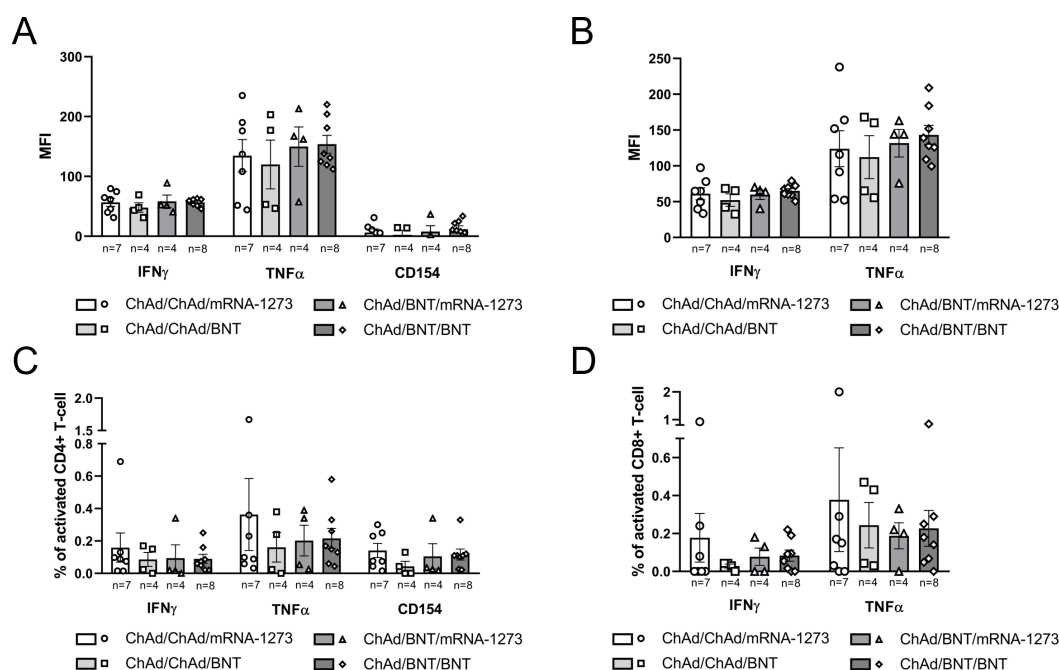 A
300
200
100
0
MFI
n=7 n=4 n=4 n=8 n=7 n=4 n=4 n=8 n=7 n=4 n=4 n=8
IFNγ TNFα CD154
ChAd/ChAd/mRNA-1273 ChAd/BNT/mRNA-1273
ChAd/ChAd/BNT ChAd/BNT/BNT
B
250
200
150
100
50
0
MFI
n=7 n=4 n=4 n=8 n=7 n=4 n=4 n=8
IFNγ TNFα
ChAd/ChAd/mRNA-1273 ChAd/BNT/mRNA-1273
ChAd/ChAd/BNT ChAd/BNT/BNT
C
2.0
1.5
0.6
0.4
0.2
0.0
% of activated CD4+ T-cell
n=7 n=4 n=4 n=8 n=7 n=4 n=4 n=8 n=7 n=4 n=4 n=8
IFNγ TNFα CD154
ChAd/ChAd/mRNA-1273 ChAd/BNT/mRNA-1273
ChAd/ChAd/BNT ChAd/BNT/BNT
D
2
1
0.6
0.4
0.2
0.0
% of activated CD8+ T-cell
n=7 n=4 n=4 n=8 n=7 n=4 n=4 n=8
IFNγ TNFα
ChAd/ChAd/mRNA-1273 ChAd/BNT/mRNA-1273
ChAd/ChAd/BNT ChAd/BNT/BNT